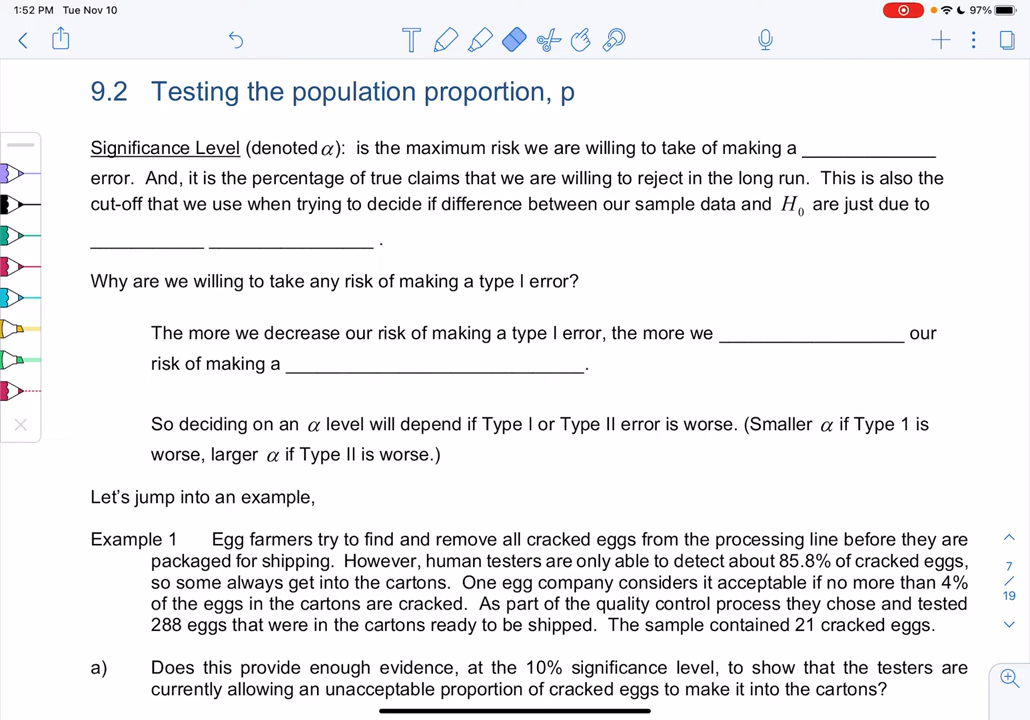 1:52 PM Tue Nov 10
97%
9.2 Testing the population proportion, p
Significance Level (denoted α): is the maximum risk we are willing to take of making a ______________
error. And, it is the percentage of true claims that we are willing to reject in the long run. This is also the
cut-off that we use when trying to decide if difference between our sample data and H₀ are just due to
____________ _________________ .
Why are we willing to take any risk of making a type I error?
The more we decrease our risk of making a type I error, the more we ___________________ our
risk of making a _______________________________.
So deciding on an α level will depend if Type I or Type II error is worse. (Smaller α if Type 1 is
worse, larger α if Type II is worse.)
Let's jump into an example,
Example 1 Egg farmers try to find and remove all cracked eggs from the processing line before they are
packaged for shipping. However, human testers are only able to detect about 85.8% of cracked eggs,
so some always get into the cartons. One egg company considers it acceptable if no more than 4%
of the eggs in the cartons are cracked. As part of the quality control process they chose and tested
288 eggs that were in the cartons ready to be shipped. The sample contained 21 cracked eggs.
7
/
19
a) Does this provide enough evidence, at the 10% significance level, to show that the testers are
currently allowing an unacceptable proportion of cracked eggs to make it into the cartons?